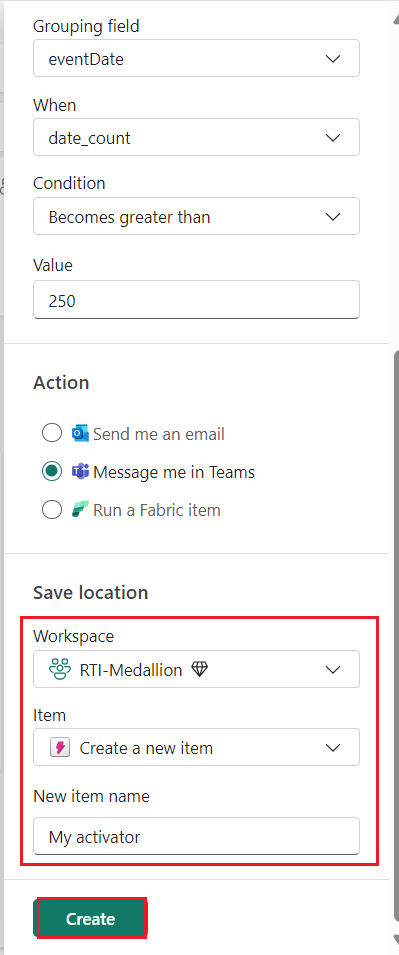 Grouping field
eventDate
When
date_count
Condition
Becomes greater than
Value
250
Action
Send me an email
Message me in Teams
Run a Fabric item
Save location
Workspace
RTI-Medallion
Item
Create a new item
New item name
My activator
Create